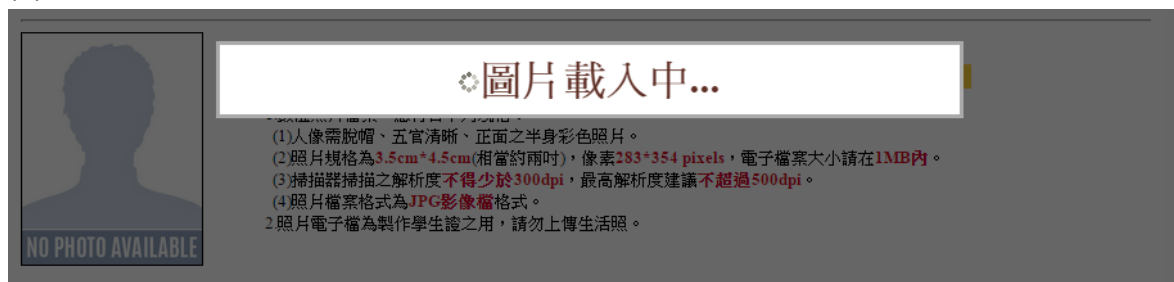 圖片載入中...
(1)人像需脫帽、五官清晰、正面之半身彩色照片。
(2)照片規格為3.5cm*4.5cm(相當約兩吋)，像素283*354 pixels，電子檔案大小請在1MB內。
(3)掃描器掃描之解析度不得少於300dpi，最高解析度建議不超過500dpi。
(4)照片檔案格式為JPG影像檔格式。
2.照片電子檔為製作學生證之用，請勿上傳生活照。
NO PHOTO AVAILABLE